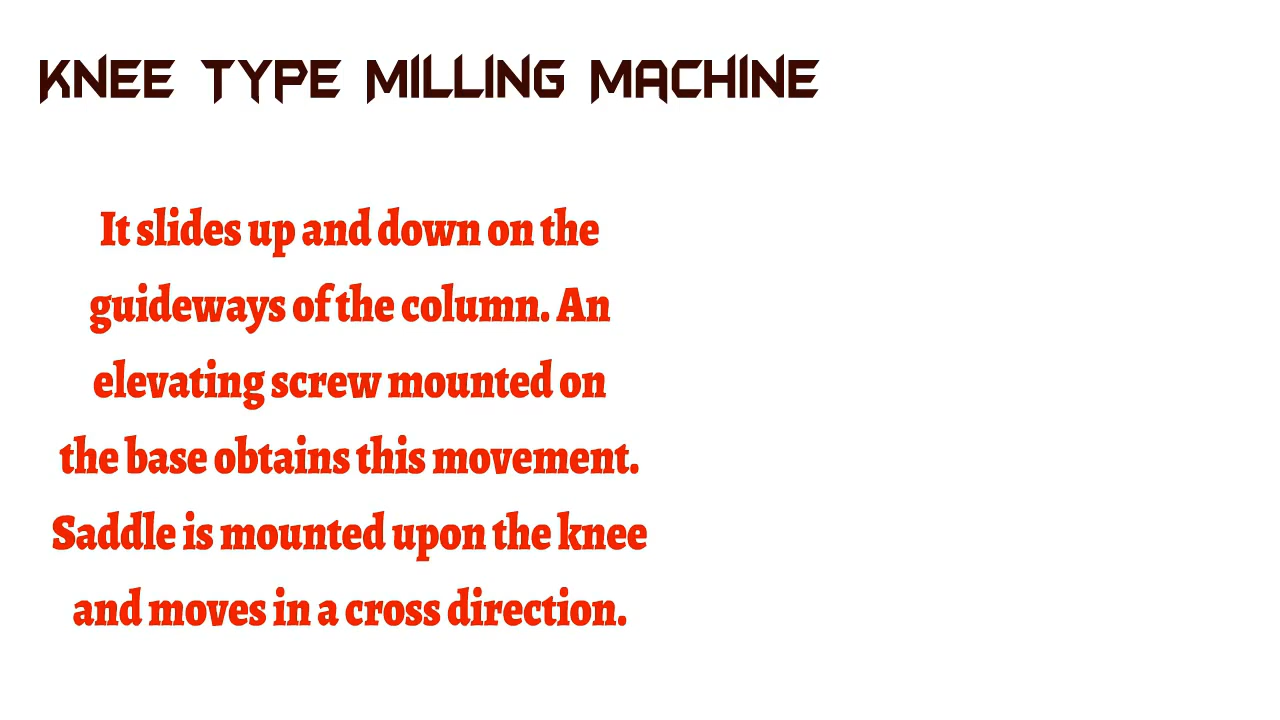 KNEE TYPE MILLING MACHINE
It slides up and down on the
guideways of the column. An
elevating screw mounted on
the base obtains this movement.
Saddle is mounted upon the knee
and moves in a cross direction.